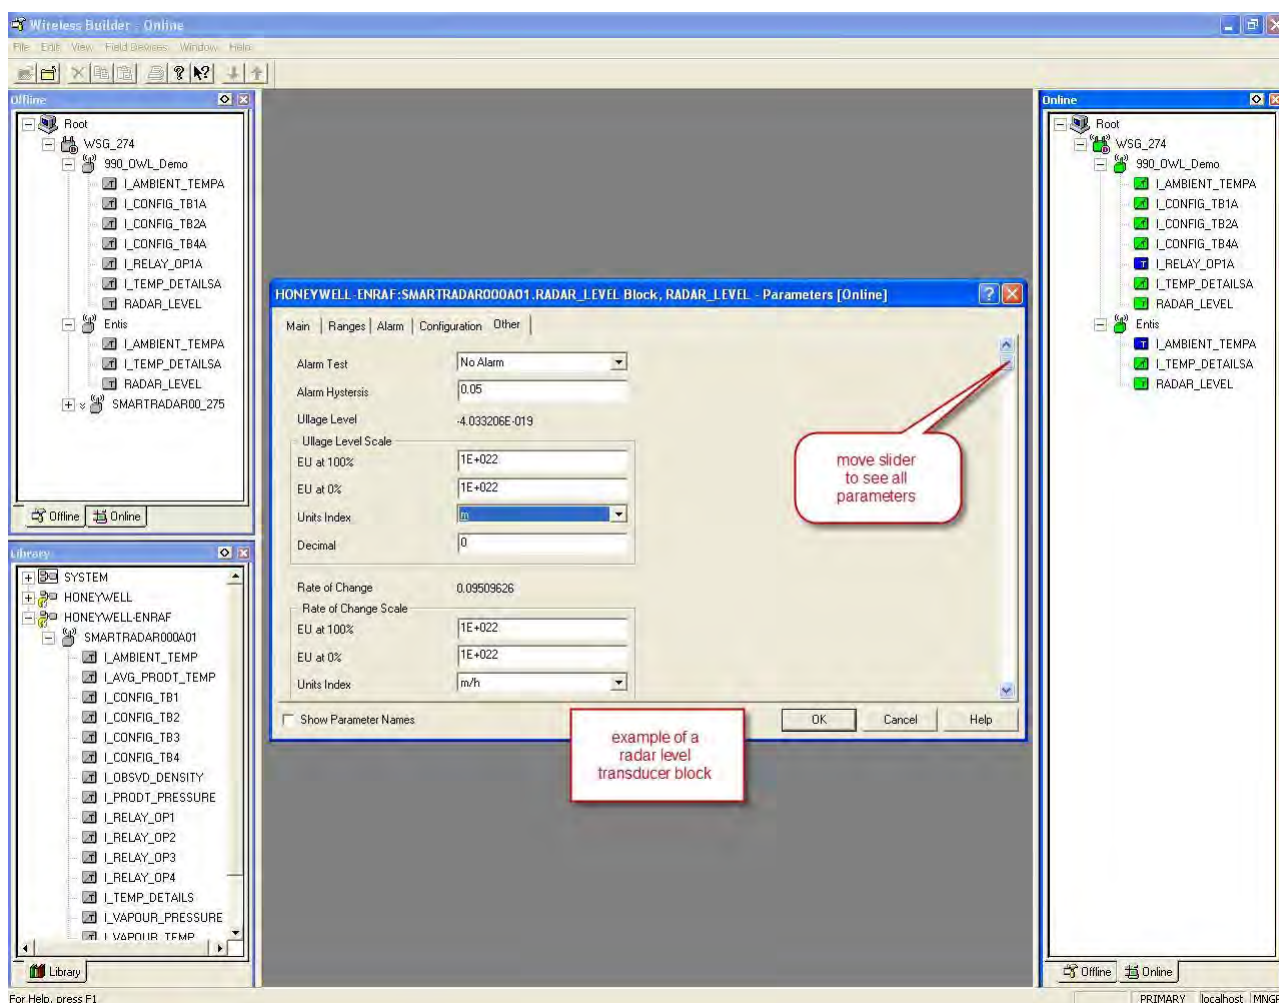 Wireless Builder - Online
File Edit View Field Devices Window Help
Offline
Root
WSG_274
990_OWL_Demo
I_AMBIENT_TEMPA
I_CONFIG_TB1A
I_CONFIG_TB2A
I_CONFIG_TB4A
I_RELAY_OP1A
I_TEMP_DETAILSA
RADAR_LEVEL
Entis
I_AMBIENT_TEMPA
I_TEMP_DETAILSA
RADAR_LEVEL
SMARTRADAR00_275
Offline Online
Library
SYSTEM
HONEYWELL
HONEYWELL-ENRAF
SMARTRADAR000A01
I_AMBIENT_TEMP
I_AVG_PRODT_TEMP
I_CONFIG_TB1
I_CONFIG_TB2
I_CONFIG_TB3
I_CONFIG_TB4
I_OBSVD_DENSITY
I_PRODT_PRESSURE
I_RELAY_OP1
I_RELAY_OP2
I_RELAY_OP3
I_RELAY_OP4
I_TEMP_DETAILS
I_VAPOUR_PRESSURE
I_VAPOUR_TEMP
Library
HONEYWELL-ENRAF:SMARTRADAR000A01.RADAR_LEVEL Block, RADAR_LEVEL - Parameters [Online]
Main Ranges Alarm Configuration Other
Alarm Test No Alarm
Alarm Hystersis 0.05
Ullage Level -4.033206E-019
Ullage Level Scale
EU at 100% 1E+022
EU at 0% 1E+022
Units Index m
Decimal 0
Rate of Change 0.09509626
Rate of Change Scale
EU at 100% 1E+022
EU at 0% 1E+022
Units Index m/h
Show Parameter Names
OK Cancel Help
move slider
to see all
parameters
example of a
radar level
transducer block
Online
Root
WSG_274
990_OWL_Demo
I_AMBIENT_TEMPA
I_CONFIG_TB1A
I_CONFIG_TB2A
I_CONFIG_TB4A
I_RELAY_OP1A
I_TEMP_DETAILSA
RADAR_LEVEL
Entis
I_AMBIENT_TEMPA
I_TEMP_DETAILSA
RADAR_LEVEL
Offline Online
For Help, press F1
PRIMARY localhost MNGR